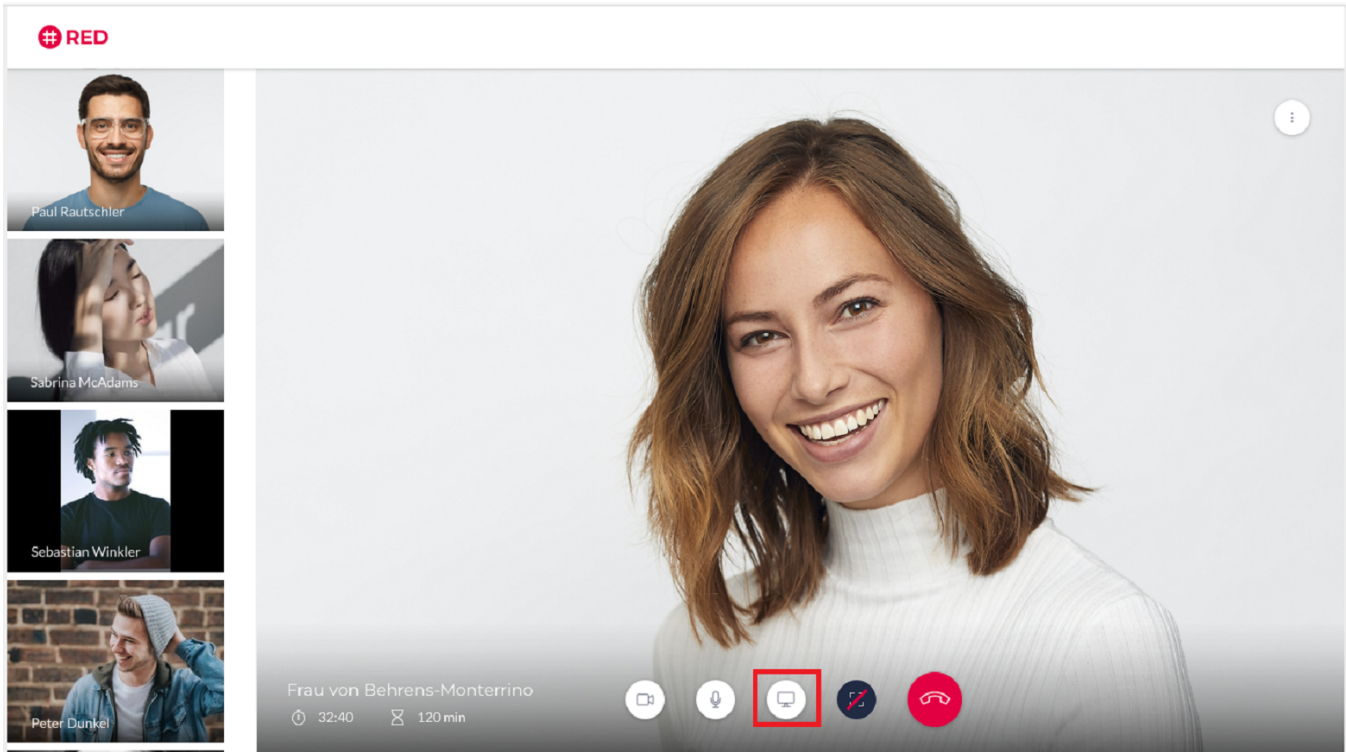 # RED
Paul Rautschler
Sabrina McAdams
Sebastian Winkler
Peter Dunkel
Frau von Behrens-Monterrino
32:40 120 min